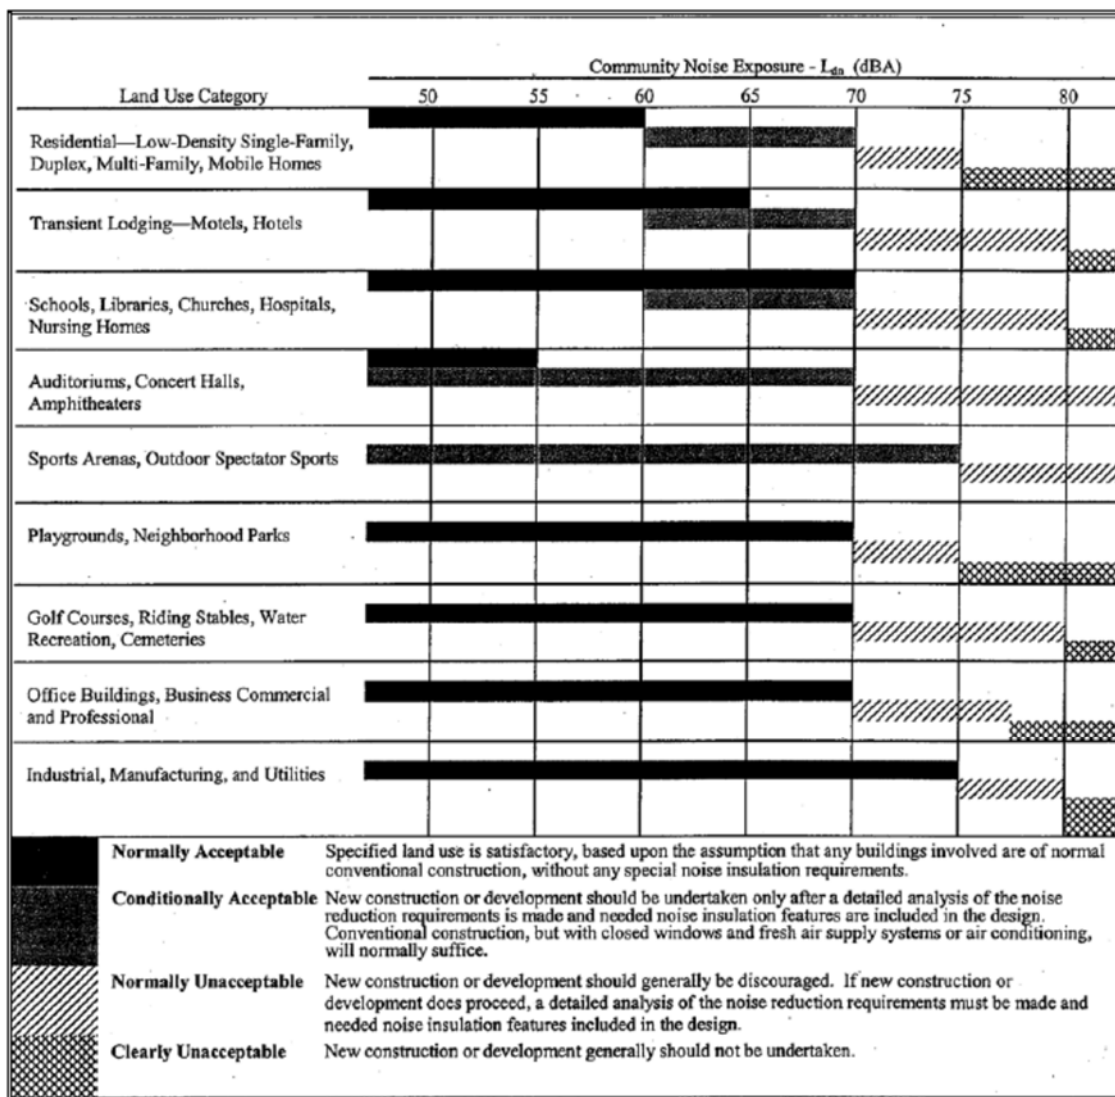 Community Noise Exposure - Ldn (dBA)
Land Use Category 50 55 60 65 70 75 80
Residential—Low-Density Single-Family,
Duplex, Multi-Family, Mobile Homes
Transient Lodging—Motels, Hotels
Schools, Libraries, Churches, Hospitals,
Nursing Homes
Auditoriums, Concert Halls,
Amphitheaters
Sports Arenas, Outdoor Spectator Sports
Playgrounds, Neighborhood Parks
Golf Courses, Riding Stables, Water
Recreation, Cemeteries
Office Buildings, Business Commercial
and Professional
Industrial, Manufacturing, and Utilities
Normally Acceptable Specified land use is satisfactory, based upon the assumption that any buildings involved are of normal
conventional construction, without any special noise insulation requirements.
Conditionally Acceptable New construction or development should be undertaken only after a detailed analysis of the noise
reduction requirements is made and needed noise insulation features are included in the design.
Conventional construction, but with closed windows and fresh air supply systems or air conditioning,
will normally suffice.
Normally Unacceptable New construction or development should generally be discouraged. If new construction or
development does proceed, a detailed analysis of the noise reduction requirements must be made and
needed noise insulation features included in the design.
Clearly Unacceptable New construction or development generally should not be undertaken.